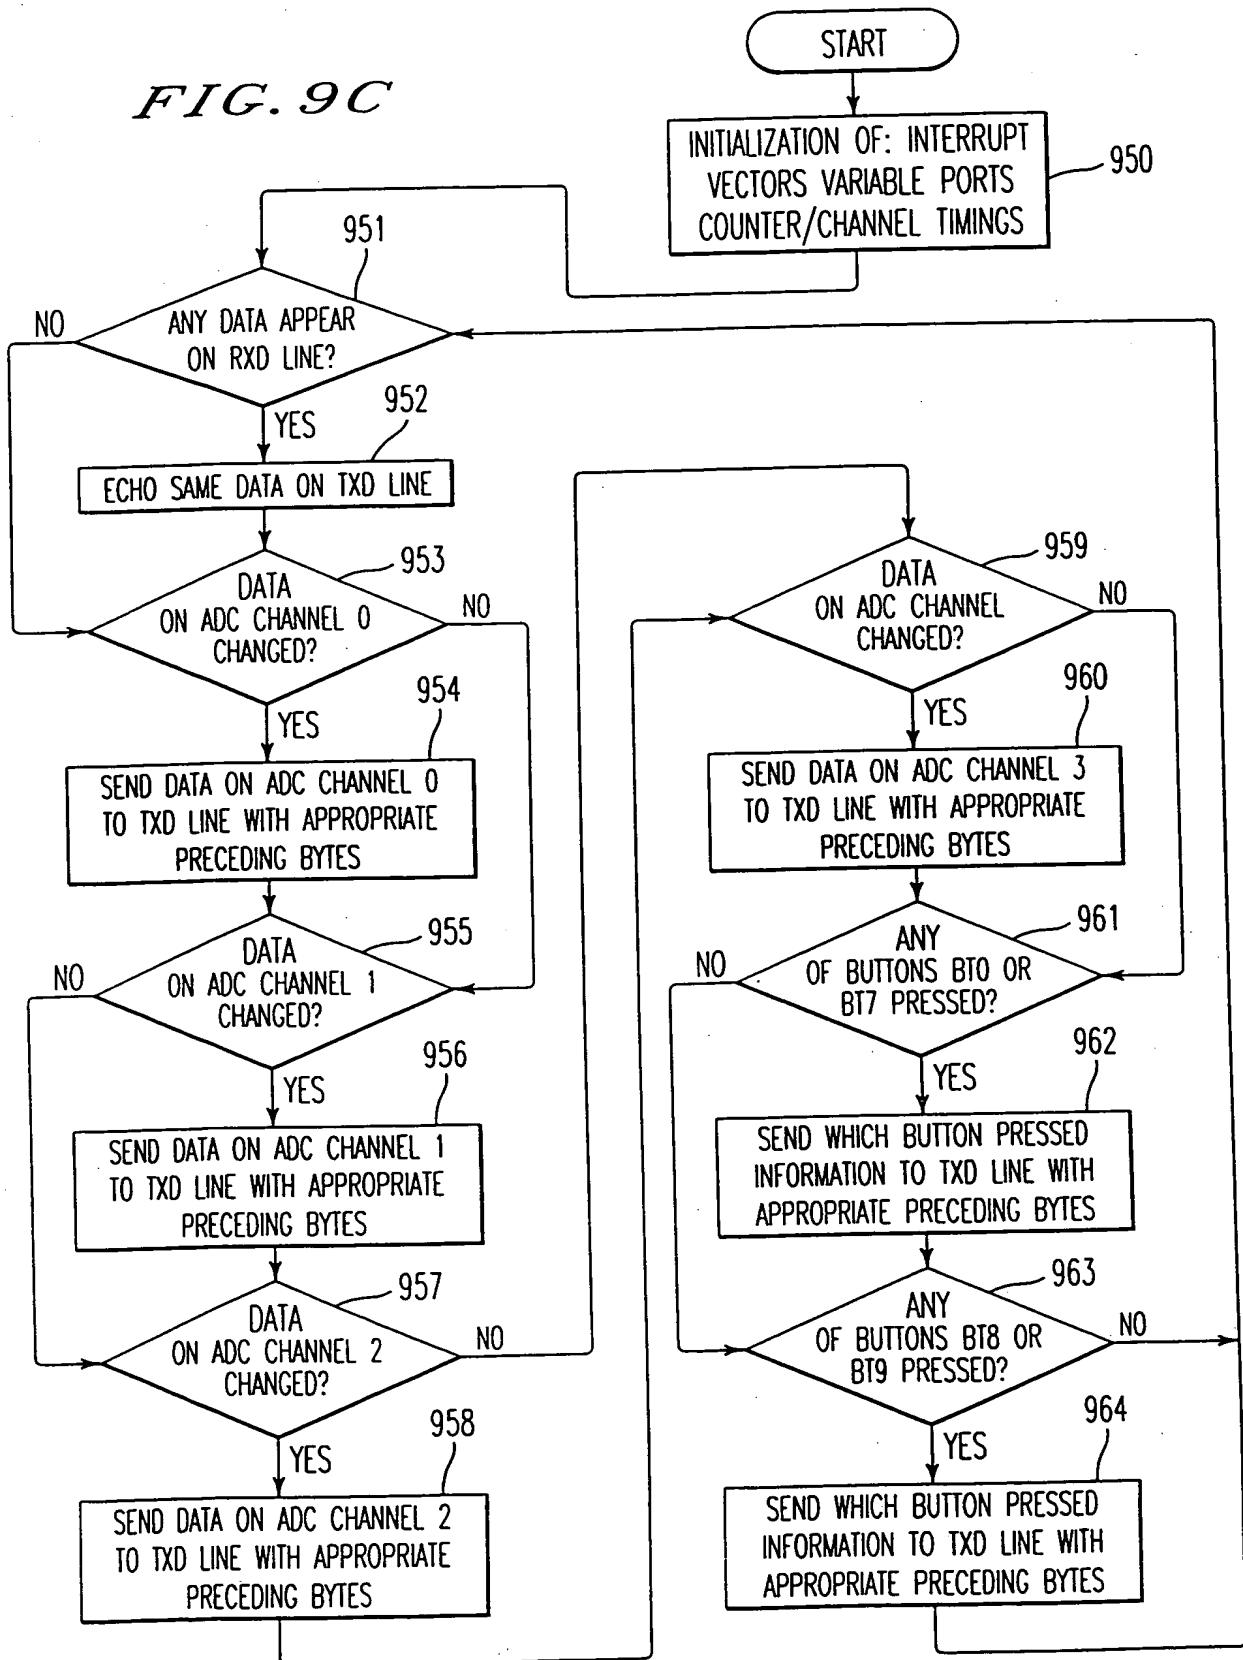 FIG. 9C
START
INITIALIZATION OF: INTERRUPT
VECTORS VARIABLE PORTS
COUNTER/CHANNEL TIMINGS
950
951
ANY DATA APPEAR
ON RXD LINE?
NO
YES
952
ECHO SAME DATA ON TXD LINE
953
DATA
ON ADC CHANNEL 0
CHANGED?
NO
YES
954
SEND DATA ON ADC CHANNEL 0
TO TXD LINE WITH APPROPRIATE
PRECEDING BYTES
955
DATA
ON ADC CHANNEL 1
CHANGED?
NO
YES
956
SEND DATA ON ADC CHANNEL 1
TO TXD LINE WITH APPROPRIATE
PRECEDING BYTES
957
DATA
ON ADC CHANNEL 2
CHANGED?
NO
YES
958
SEND DATA ON ADC CHANNEL 2
TO TXD LINE WITH APPROPRIATE
PRECEDING BYTES
959
DATA
ON ADC CHANNEL
CHANGED?
NO
YES
960
SEND DATA ON ADC CHANNEL 3
TO TXD LINE WITH APPROPRIATE
PRECEDING BYTES
961
ANY
OF BUTTONS BT0 OR
BT7 PRESSED?
NO
YES
962
SEND WHICH BUTTON PRESSED
INFORMATION TO TXD LINE WITH
APPROPRIATE PRECEDING BYTES
963
ANY
OF BUTTONS BT8 OR
BT9 PRESSED?
NO
YES
964
SEND WHICH BUTTON PRESSED
INFORMATION TO TXD LINE WITH
APPROPRIATE PRECEDING BYTES